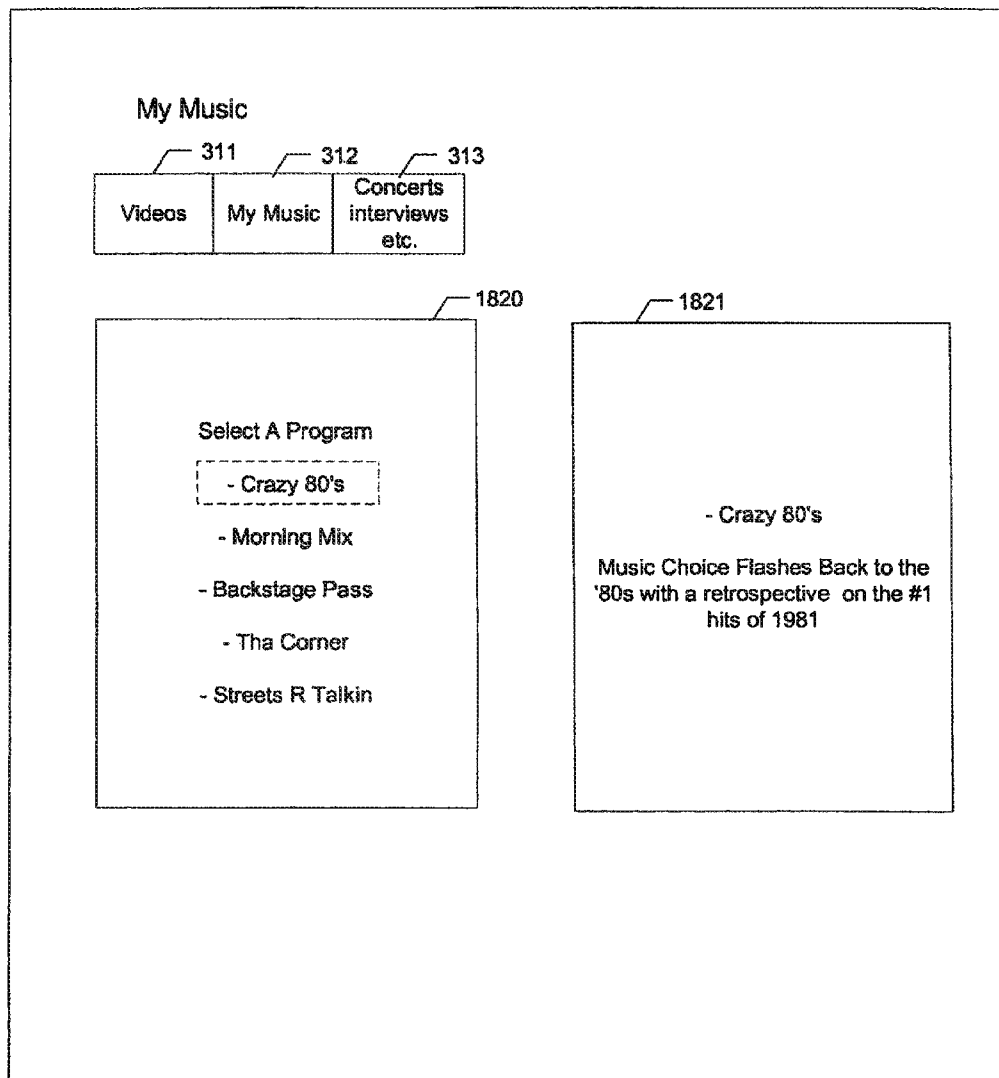 My Music
311
312
313
Videos
My Music
Concerts
interviews
etc.
1820
1821
Select A Program
- Crazy 80's
- Morning Mix
- Backstage Pass
- Tha Corner
- Streets R Talkin
- Crazy 80's
Music Choice Flashes Back to the
'80s with a retrospective on the #1
hits of 1981